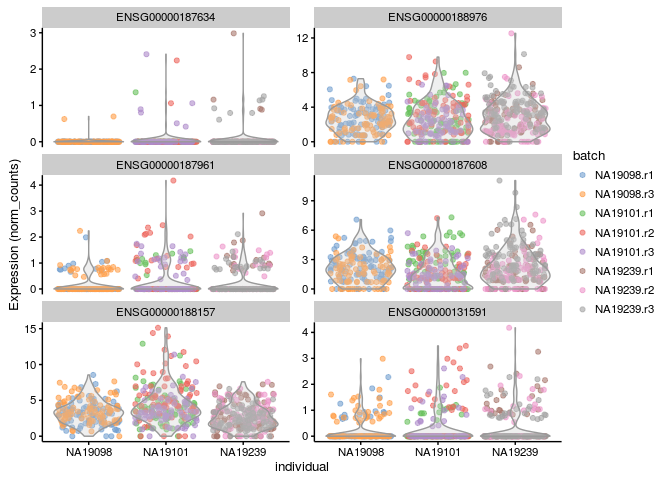 ENSG00000187634
ENSG00000188976
3
2
1
0
12
8
4
0
ENSG00000187961
ENSG00000187608
4
3
2
1
0
9
6
3
0
ENSG00000188157
ENSG00000131591
15
10
5
0
4
3
2
1
0
NA19098
NA19101
NA19239
NA19098
NA19101
NA19239
individual
Expression (norm_counts)
batch
NA19098.r1
NA19098.r3
NA19101.r1
NA19101.r2
NA19101.r3
NA19239.r1
NA19239.r2
NA19239.r3